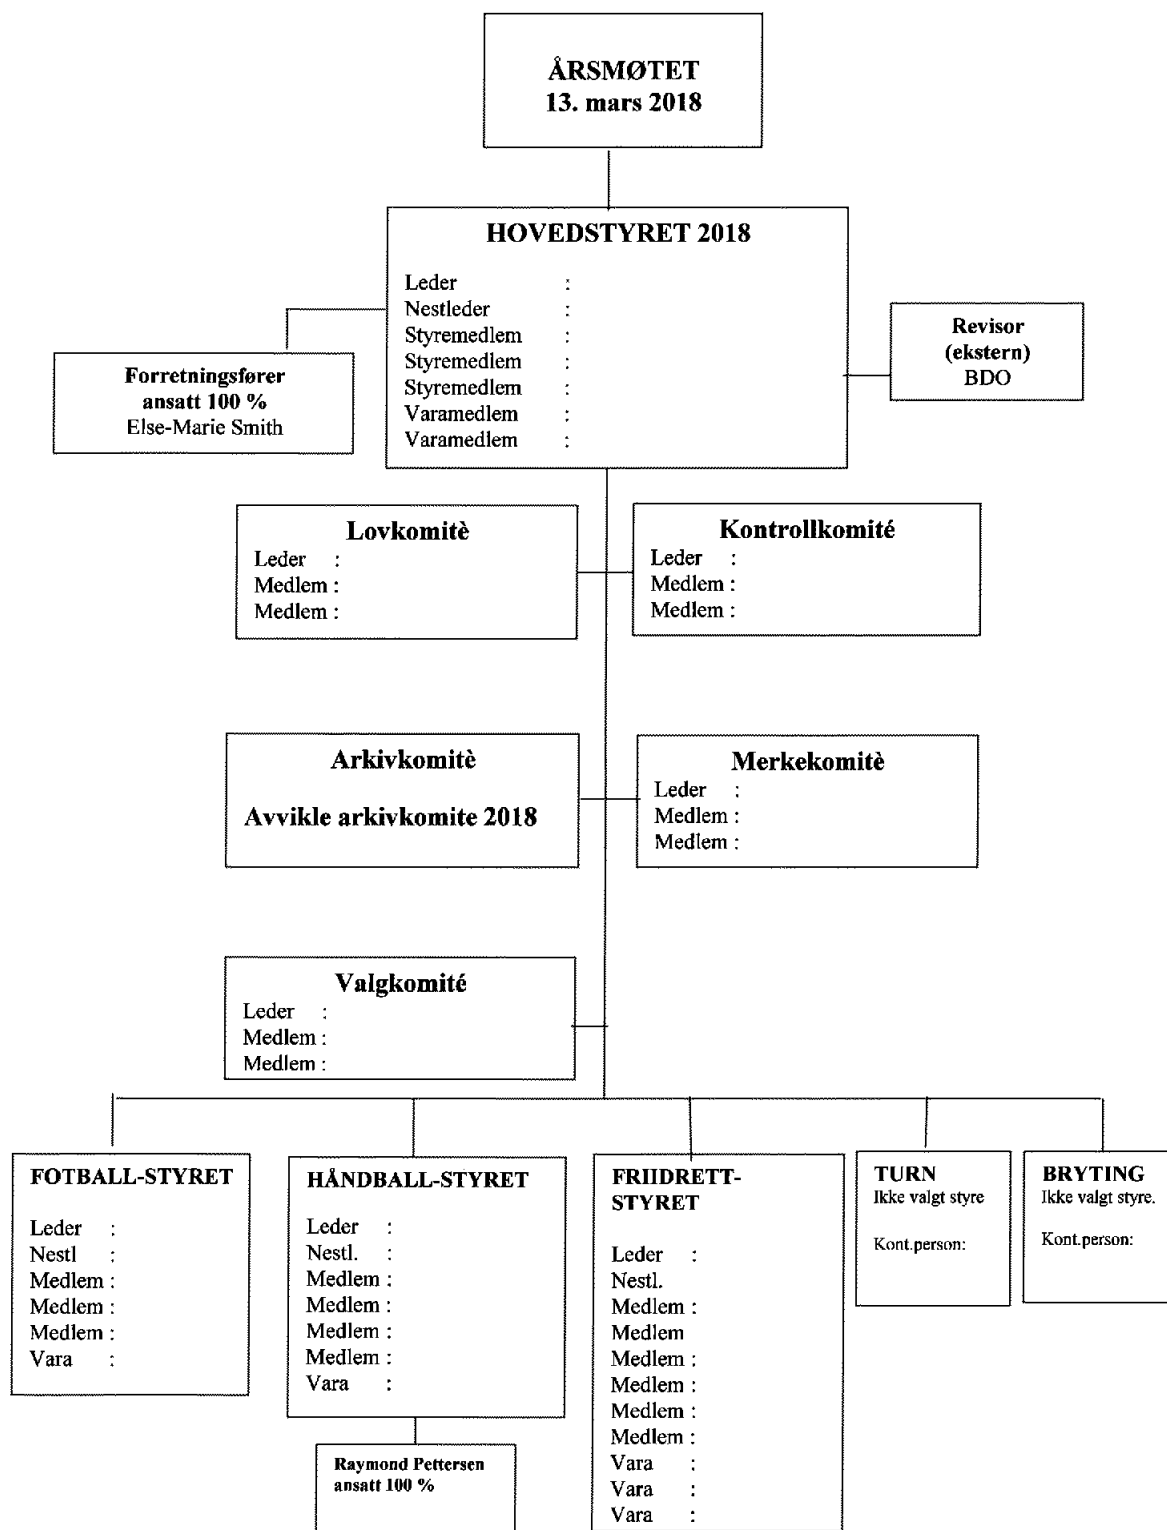 ÅRSMØTET
13. mars 2018
HOVEDSTYRET 2018
Leder :
Nestleder :
Styremedlem :
Styremedlem :
Styremedlem :
Varamedlem :
Varamedlem :
Forretningsfører
ansatt 100 %
Else-Marie Smith
Revisor
(ekstern)
BDO
Lovkomitè
Leder :
Medlem :
Medlem :
Kontrollkomité
Leder :
Medlem :
Medlem :
Arkivkomitè
Avvikle arkivkomite 2018
Merkekomitè
Leder :
Medlem :
Medlem :
Valgkomité
Leder :
Medlem :
Medlem :
FOTBALL-STYRET
Leder :
Nestl :
Medlem :
Medlem :
Medlem :
Vara :
HÅNDBALL-STYRET
Leder :
Nestl. :
Medlem :
Medlem :
Medlem :
Medlem :
Vara :
Raymond Pettersen
ansatt 100 %
FRIIDRETT-
STYRET
Leder :
Nestl.
Medlem :
Medlem
Medlem :
Medlem :
Medlem :
Medlem :
Vara :
Vara :
Vara :
TURN
Ikke valgt styre
Kont.person:
BRYTING
Ikke valgt styre.
Kont.person: